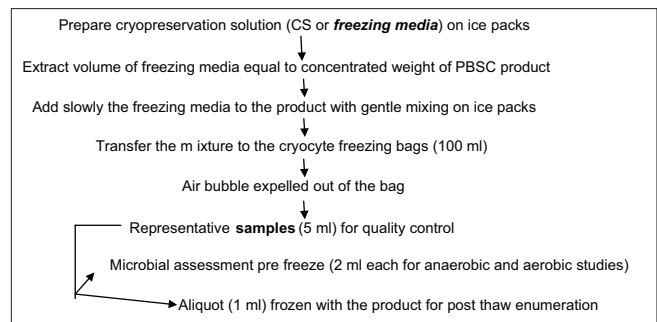 Prepare cryopreservation solution (CS or freezing media) on ice packs
Extract volume of freezing media equal to concentrated weight of PBSC product
Add slowly the freezing media to the product with gentle mixing on ice packs
Transfer the m ixture to the cryocyte freezing bags (100 ml)
Air bubble expelled out of the bag
Representative samples (5 ml) for quality control
Microbial assessment pre freeze (2 ml each for anaerobic and aerobic studies)
Aliquot (1 ml) frozen with the product for post thaw enumeration